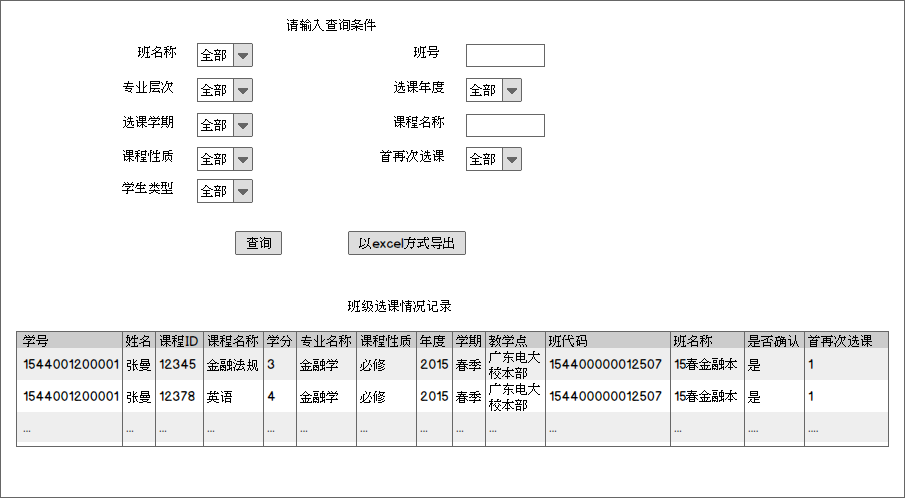 请输入查询条件
班名称 全部 班号
专业层次 全部 选课年度 全部
选课学期 全部 课程名称
课程性质 全部 首再次选课 全部
学生类型 全部
查询 以excel方式导出
班级选课情况记录
学号 姓名 课程ID 课程名称 学分 专业名称 课程性质 年度 学期 教学点 班代码 班名称 是否确认 首再次选课
1544001200001 张曼 12345 金融法规 3 金融学 必修 2015 春季 广东电大校本部 154400000012507 15春金融本 是 1
1544001200001 张曼 12378 英语 4 金融学 必修 2015 春季 广东电大校本部 154400000012507 15春金融本 是 1
... ... ... ... ... ... ... ... ... ... ... ... .... ....